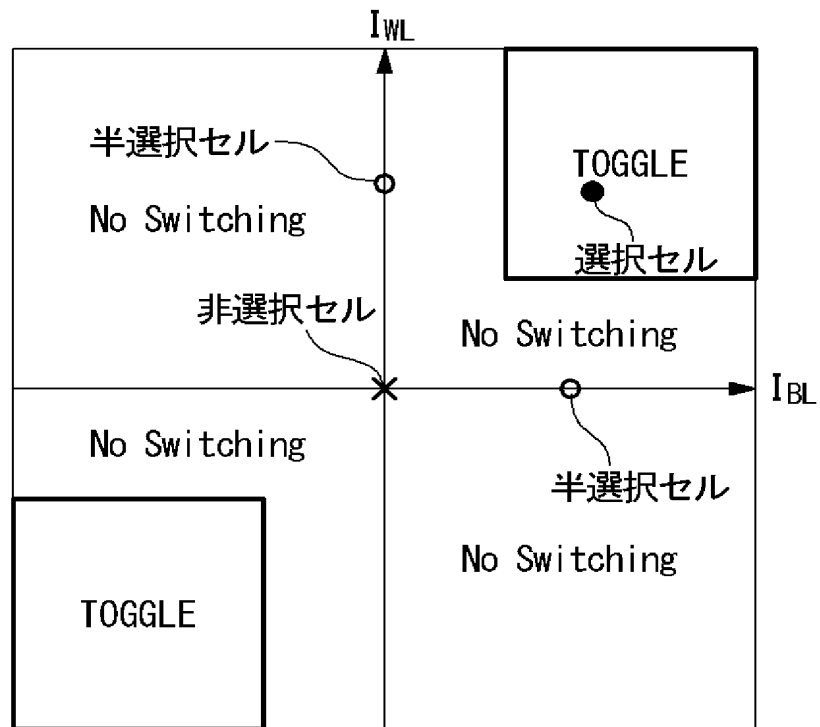 I_WL
半選択セル
No Switching
TOGGLE
選択セル
非選択セル
No Switching
I_BL
No Switching
半選択セル
No Switching
TOGGLE